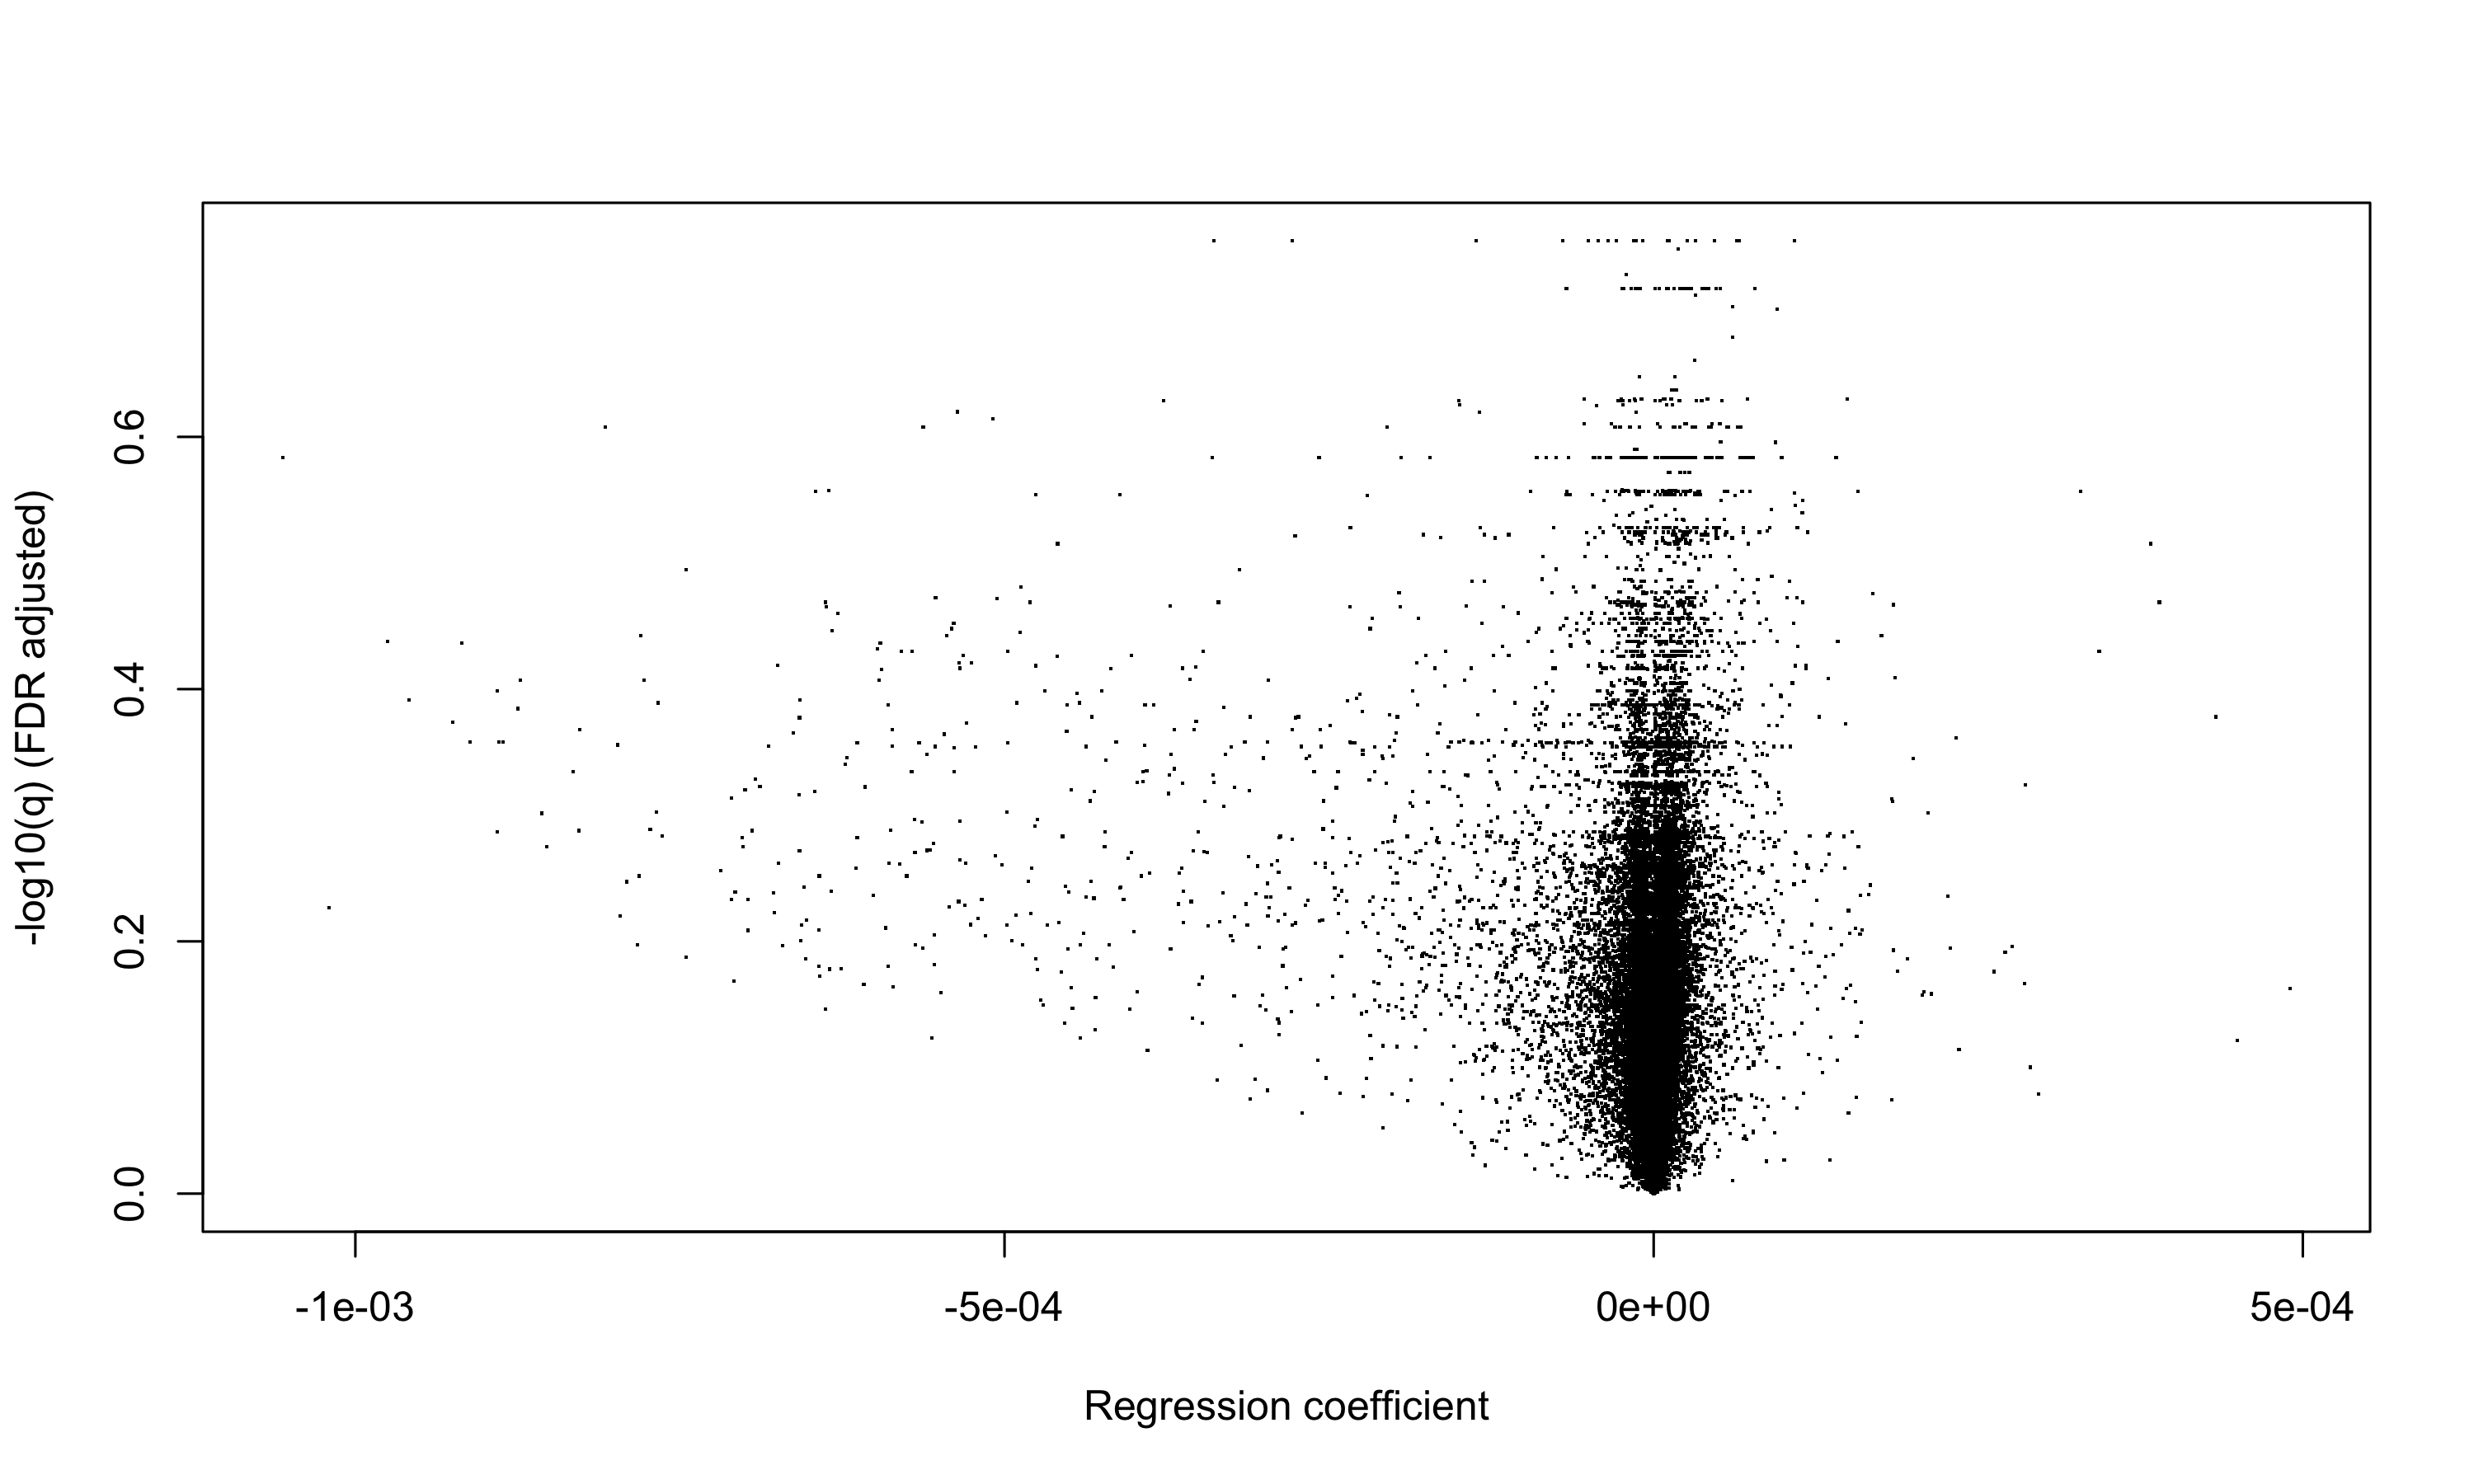 -log10(q) (FDR adjusted)
0.6
0.4
0.2
0.0
-1e-03
-5e-04
0e+00
5e-04
Regression coefficient